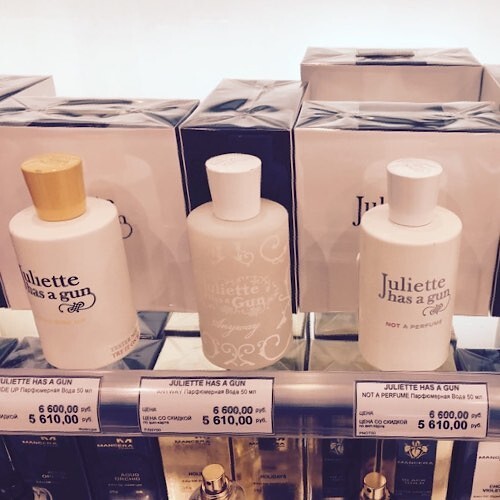 Juliette
has a gun
Juliette
has a Gun
Anyway
Juliette
has a gun
NOT A PERFUME
JULIETTE HAS A GUN
UP Парфюмерная Вода 50 мл
6 600,00 руб.
5 610,00 руб.
JULIETTE HAS A GUN
ANYWAY Парфюмерная Вода 50 мл
ЦЕНА 6 600,00 руб.
ЦЕНА СО СКИДКОЙ 5 610,00 руб.
JULIETTE HAS A GUN
NOT A PERFUME Парфюмерная Вода 50 мл
ЦЕНА 6 600,00 руб.
ЦЕНА СО СКИДКОЙ 5 610,00 руб.
MANCERA
MANCERA
MANCERA